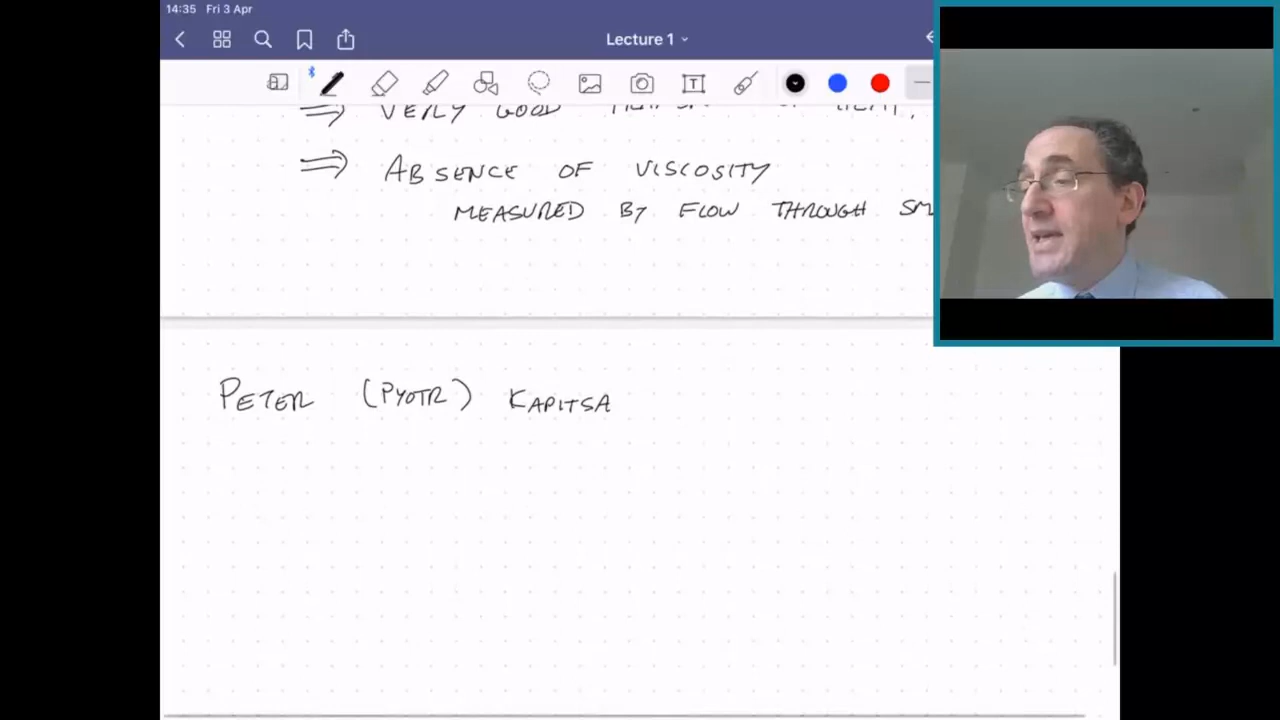 14:35 Fri 3 Apr
Lecture 1
T
⇒ VERY GOOD
⇒ ABSENCE OF VISCOSITY
MEASURED BY FLOW THROUGH SM
PETER (PYOTR) KAPITSA